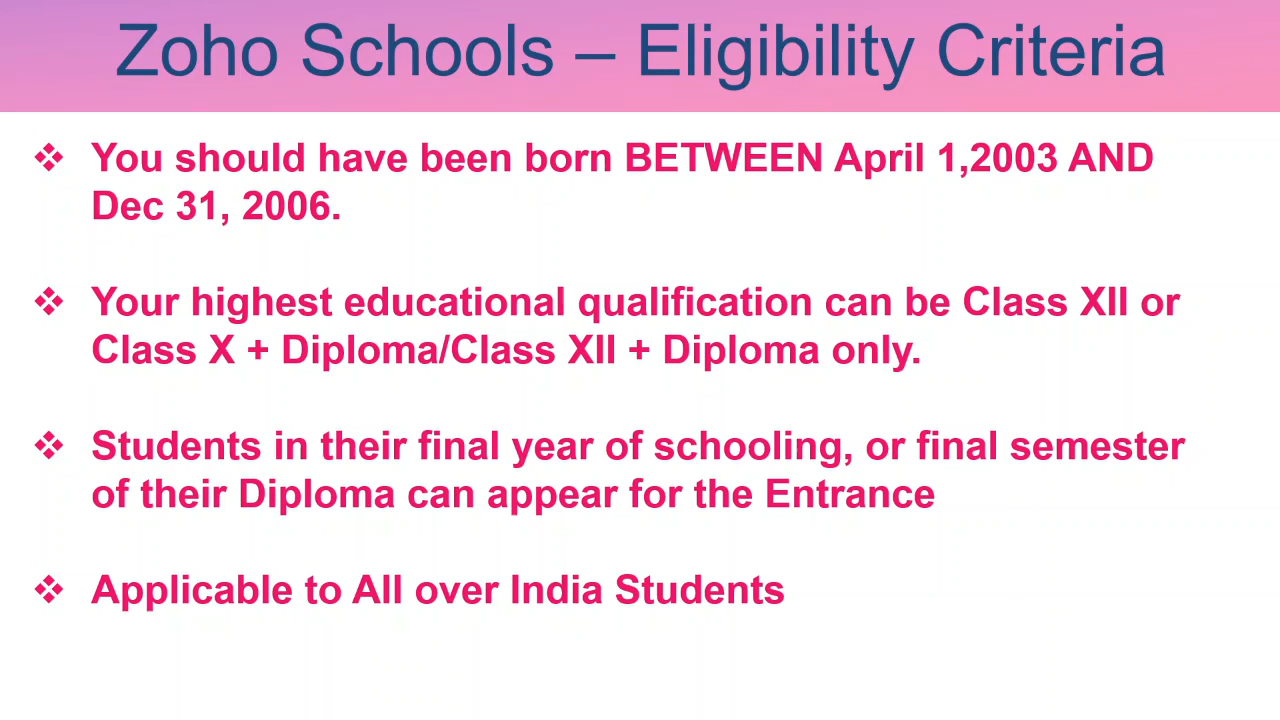 Zoho Schools – Eligibility Criteria
❖ You should have been born BETWEEN April 1,2003 AND
Dec 31, 2006.
❖ Your highest educational qualification can be Class XII or
Class X + Diploma/Class XII + Diploma only.
❖ Students in their final year of schooling, or final semester
of their Diploma can appear for the Entrance
❖ Applicable to All over India Students